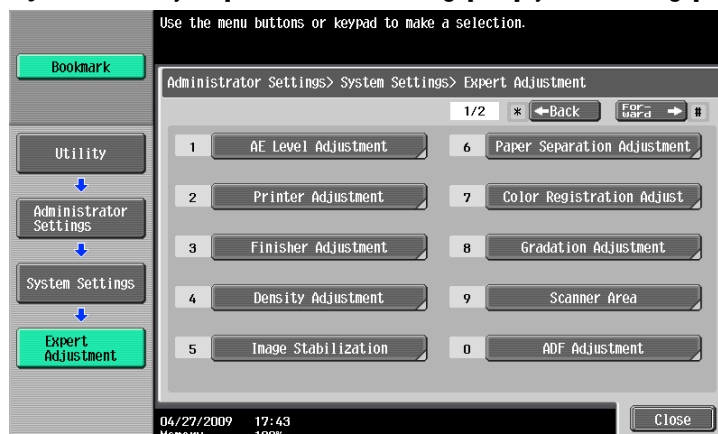 Use the menu buttons or keypad to make a selection.
Bookmark
Administrator Settings> System Settings> Expert Adjustment
1/2 * ←Back For-ward → #
Utility
Administrator
Settings
System Settings
Expert
Adjustment
1 AE Level Adjustment
2 Printer Adjustment
3 Finisher Adjustment
4 Density Adjustment
5 Image Stabilization
6 Paper Separation Adjustment
7 Color Registration Adjust
8 Gradation Adjustment
9 Scanner Area
0 ADF Adjustment
04/27/2009 17:43
Close